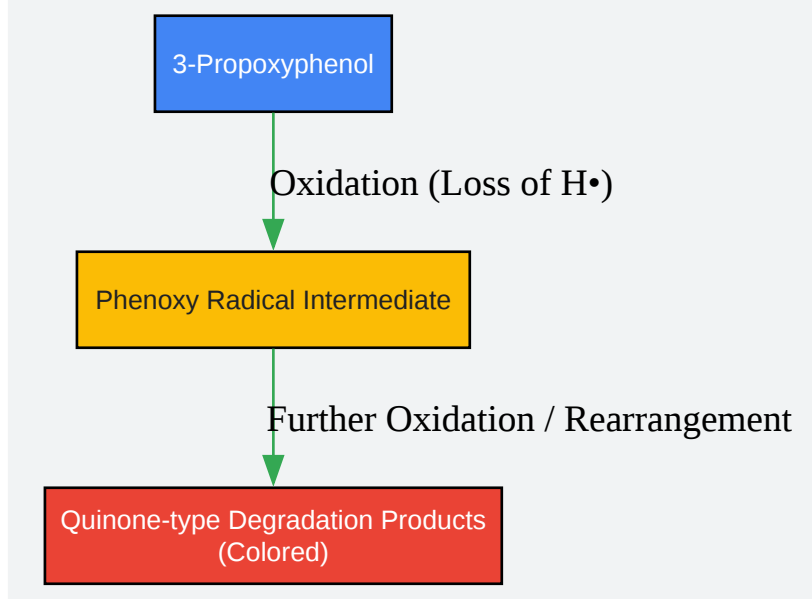 3-Propoxyphenol
Oxidation (Loss of H•)
Phenoxy Radical Intermediate
Further Oxidation / Rearrangement
Quinone-type Degradation Products
(Colored)